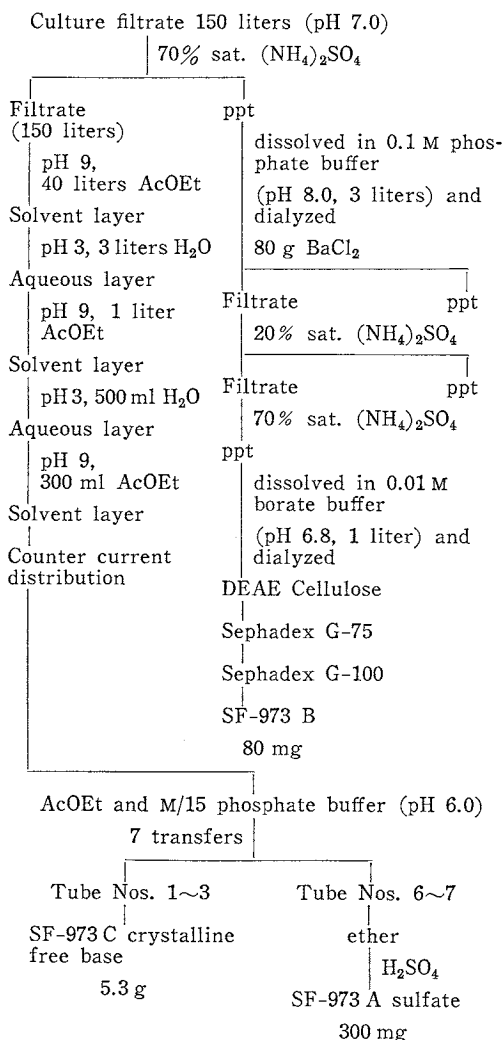 Culture filtrate 150 liters (pH 7.0)
70% sat. (NH₄)₂SO₄
Filtrate
(150 liters)
pH 9,
40 liters AcOEt
Solvent layer
pH 3, 3 liters H₂O
Aqueous layer
pH 9, 1 liter
AcOEt
Solvent layer
pH 3, 500 ml H₂O
Aqueous layer
pH 9,
300 ml AcOEt
Solvent layer
Counter current
distribution
ppt
dissolved in 0.1 M phos-
phate buffer
(pH 8.0, 3 liters) and
dialyzed
80 g BaCl₂
Filtrate ppt
20% sat. (NH₄)₂SO₄
Filtrate ppt
70% sat. (NH₄)₂SO₄
ppt
dissolved in 0.01 M
borate buffer
(pH 6.8, 1 liter) and
dialyzed
DEAE Cellulose
Sephadex G-75
Sephadex G-100
SF-973 B
80 mg
AcOEt and M/15 phosphate buffer (pH 6.0)
7 transfers
Tube Nos. 1~3
SF-973 C crystalline
free base
5.3 g
Tube Nos. 6~7
ether
H₂SO₄
SF-973 A sulfate
300 mg